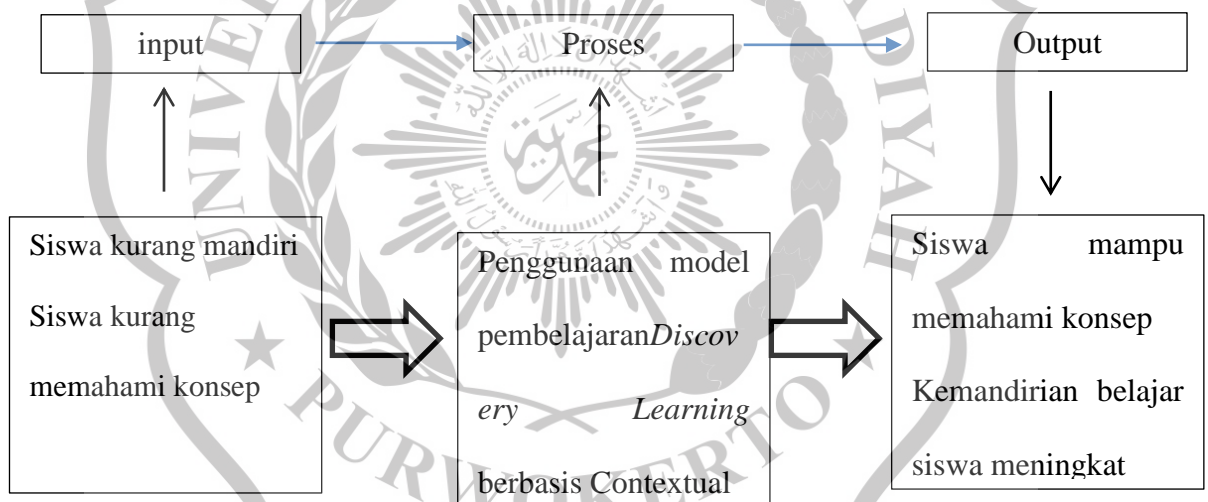 input
Proses
Output
Siswa kurang mandiri
Siswa kurang
memahami konsep
Penggunaan model
pembelajaranDiscov
ery Learning
berbasis Contextual
Siswa mampu
memahami konsep
Kemandirian belajar
siswa meningkat
PURWOKERTO